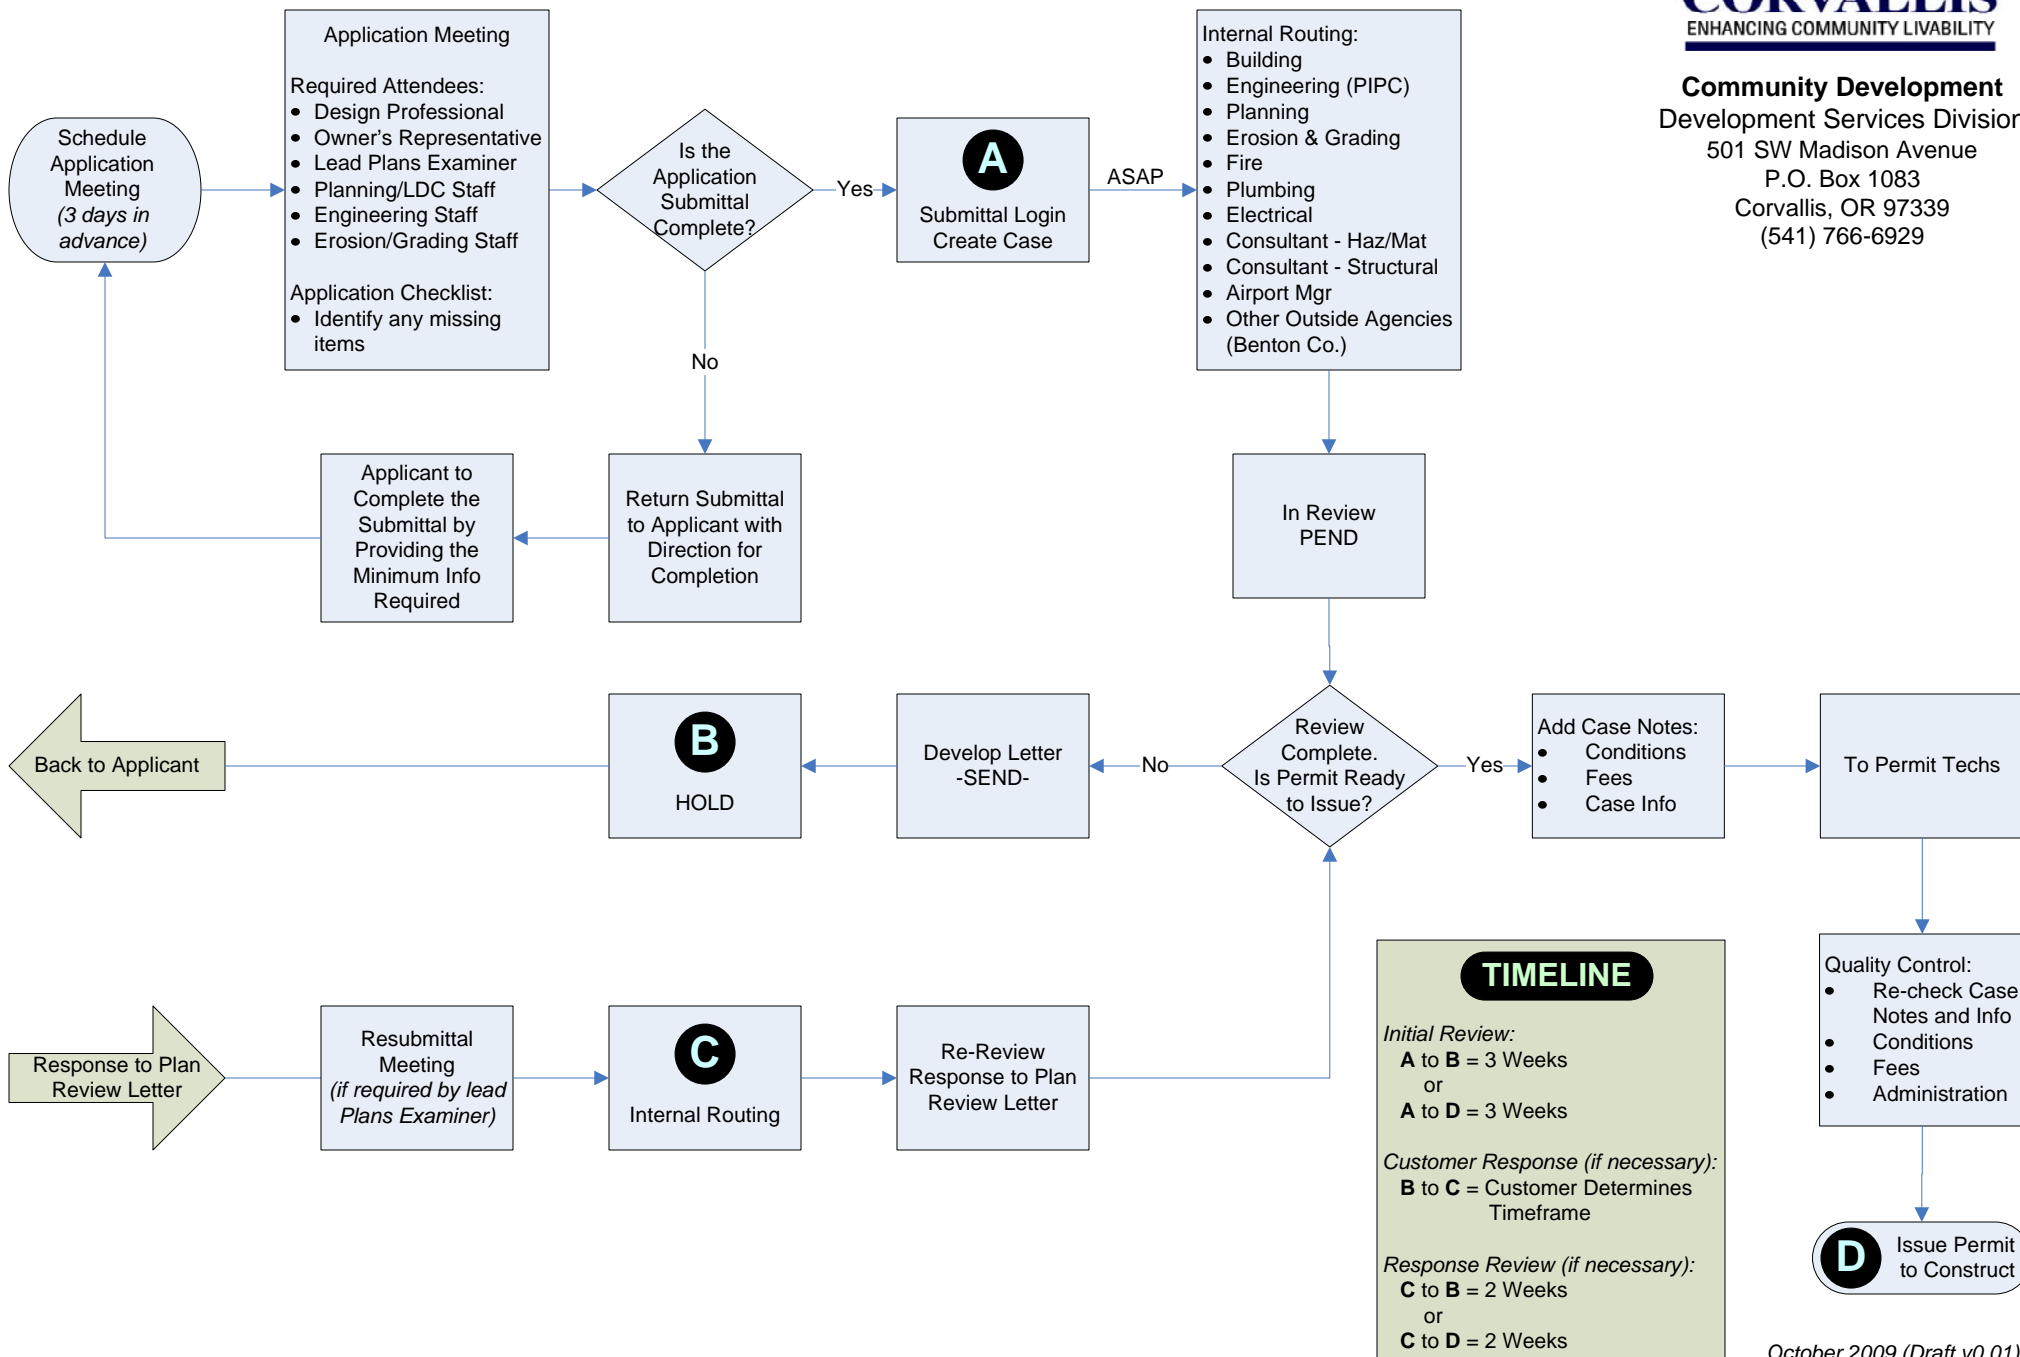 CORVALLIS
ENHANCING COMMUNITY LIVABILITY
Community Development
Development Services Division
501 SW Madison Avenue
P.O. Box 1083
Corvallis, OR 97339
(541) 766-6929
Schedule
Application
Meeting
(3 days in
advance)
Application Meeting
Required Attendees:
• Design Professional
• Owner's Representative
• Lead Plans Examiner
• Planning/LDC Staff
• Engineering Staff
• Erosion/Grading Staff
Application Checklist:
• Identify any missing
items
Is the
Application
Submittal
Complete?
Yes
A
Submittal Login
Create Case
ASAP
Internal Routing:
• Building
• Engineering (PIPC)
• Planning
• Erosion & Grading
• Fire
• Plumbing
• Electrical
• Consultant - Haz/Mat
• Consultant - Structural
• Airport Mgr
• Other Outside Agencies
(Benton Co.)
No
Applicant to
Complete the
Submittal by
Providing the
Minimum Info
Required
Return Submittal
to Applicant with
Direction for
Completion
In Review
PEND
Back to Applicant
B
HOLD
Develop Letter
-SEND-
No
Review
Complete.
Is Permit Ready
to Issue?
Yes
Add Case Notes:
• Conditions
• Fees
• Case Info
To Permit Techs
Response to Plan
Review Letter
Resubmittal
Meeting
(if required by lead
Plans Examiner)
C
Internal Routing
Re-Review
Response to Plan
Review Letter
TIMELINE
Initial Review:
A to B = 3 Weeks
or
A to D = 3 Weeks
Customer Response (if necessary):
B to C = Customer Determines
Timeframe
Response Review (if necessary):
C to B = 2 Weeks
or
C to D = 2 Weeks
Quality Control:
• Re-check Case
Notes and Info
• Conditions
• Fees
• Administration
D
Issue Permit
to Construct
October 2009 (Draft v0.01)